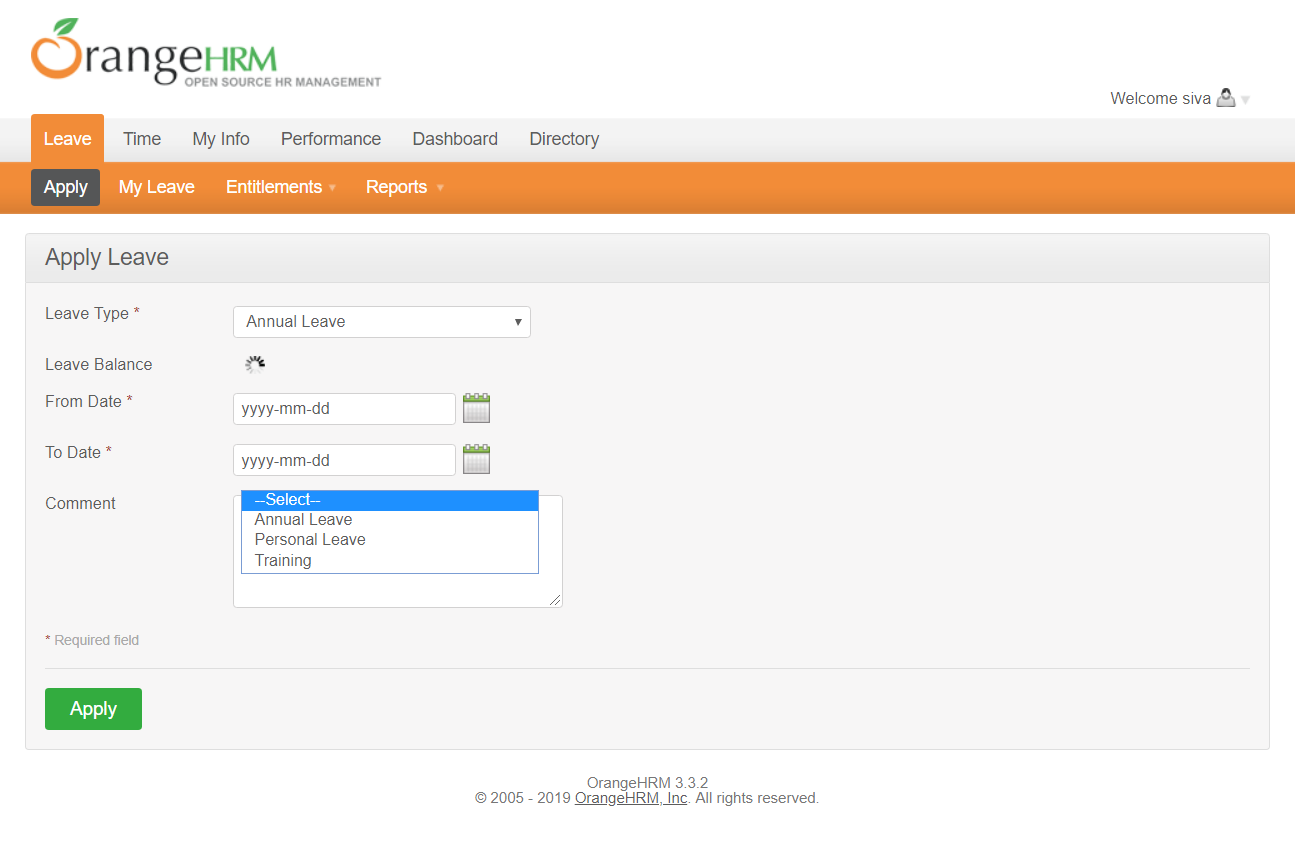 OrangeHRM
OPEN SOURCE HR MANAGEMENT
Welcome siva
Leave Time My Info Performance Dashboard Directory
Apply My Leave Entitlements Reports
Apply Leave
Leave Type * Annual Leave
Leave Balance
From Date * yyyy-mm-dd
To Date * yyyy-mm-dd
Comment
--Select--
Annual Leave
Personal Leave
Training
* Required field
Apply
OrangeHRM 3.3.2
© 2005 - 2019 OrangeHRM, Inc. All rights reserved.